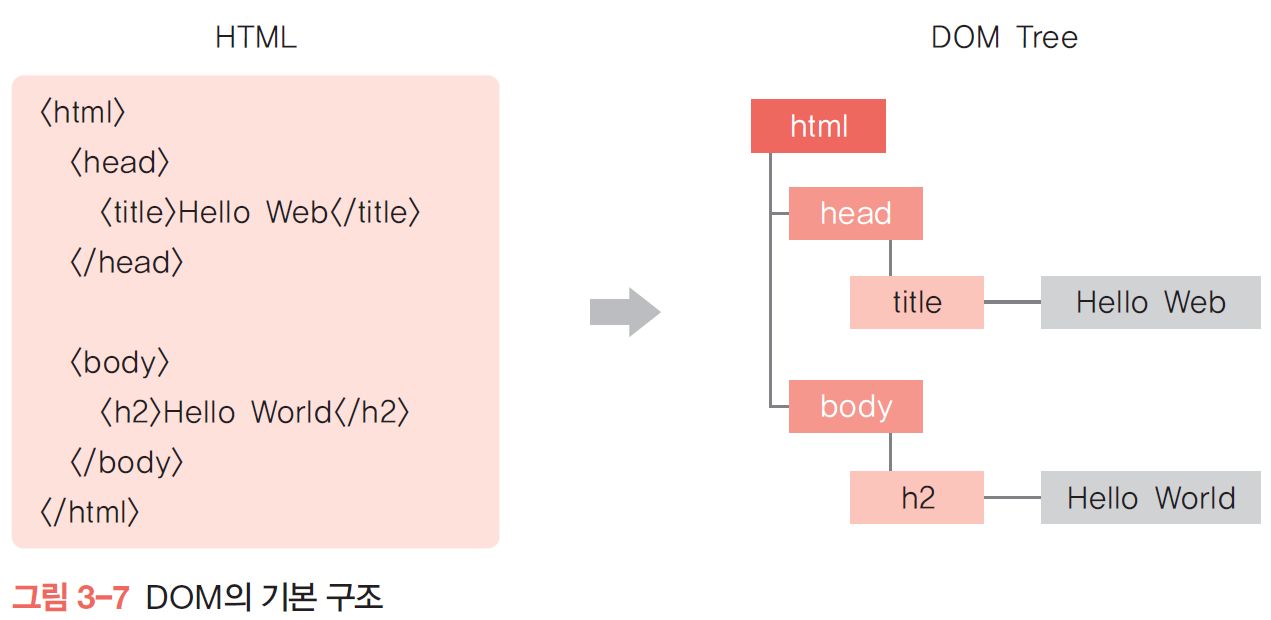 HTML
〈html〉
〈head〉
〈title〉Hello Web〈/title〉
〈/head〉
〈body〉
〈h2〉Hello World〈/h2〉
〈/body〉
〈/html〉
DOM Tree
html
head
title
Hello Web
body
h2
Hello World
그림 3-7 DOM의 기본 구조